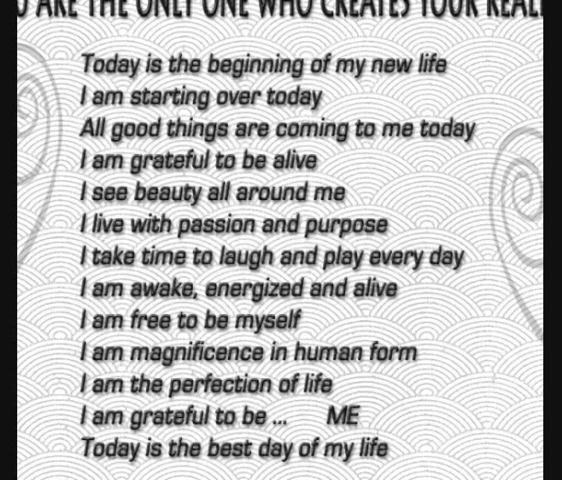 ARE THE ONLY ONE WHO CREATES YOUR
Today is the beginning of my new life
I am starting over today
All good things are coming to me today
I am grateful to be alive
I see beauty all around me
I live with passion and purpose
I take time to laugh and play every day
I am awake, energized and alive
I am free to be myself
I am magnificence in human form
I am the perfection of life
I am grateful to be ... ME
Today is the best day of my life